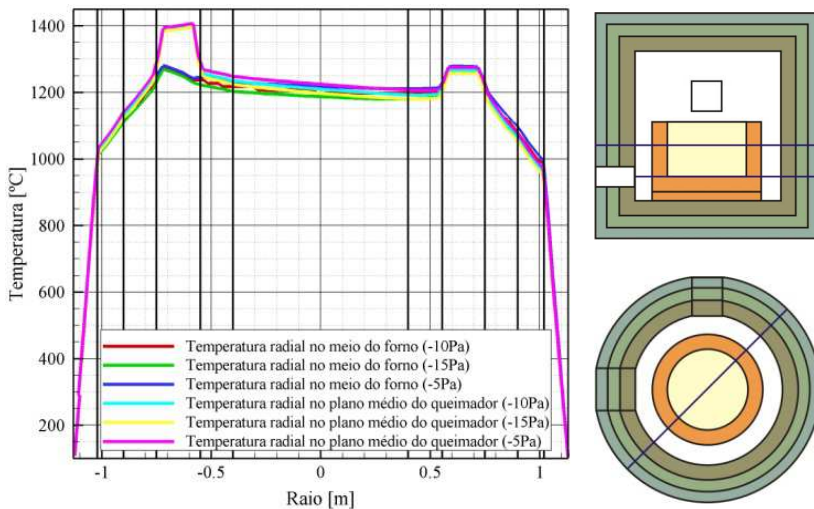 1400
1200
1000
800
600
400
200
Temperatura [ºC]
Temperatura radial no meio do forno (-10Pa)
Temperatura radial no meio do forno (-15Pa)
Temperatura radial no meio do forno (-5Pa)
Temperatura radial no plano médio do queimador (-10Pa)
Temperatura radial no plano médio do queimador (-15Pa)
Temperatura radial no plano médio do queimador (-5Pa)
-1 -0.5 0 0.5 1
Raio [m]